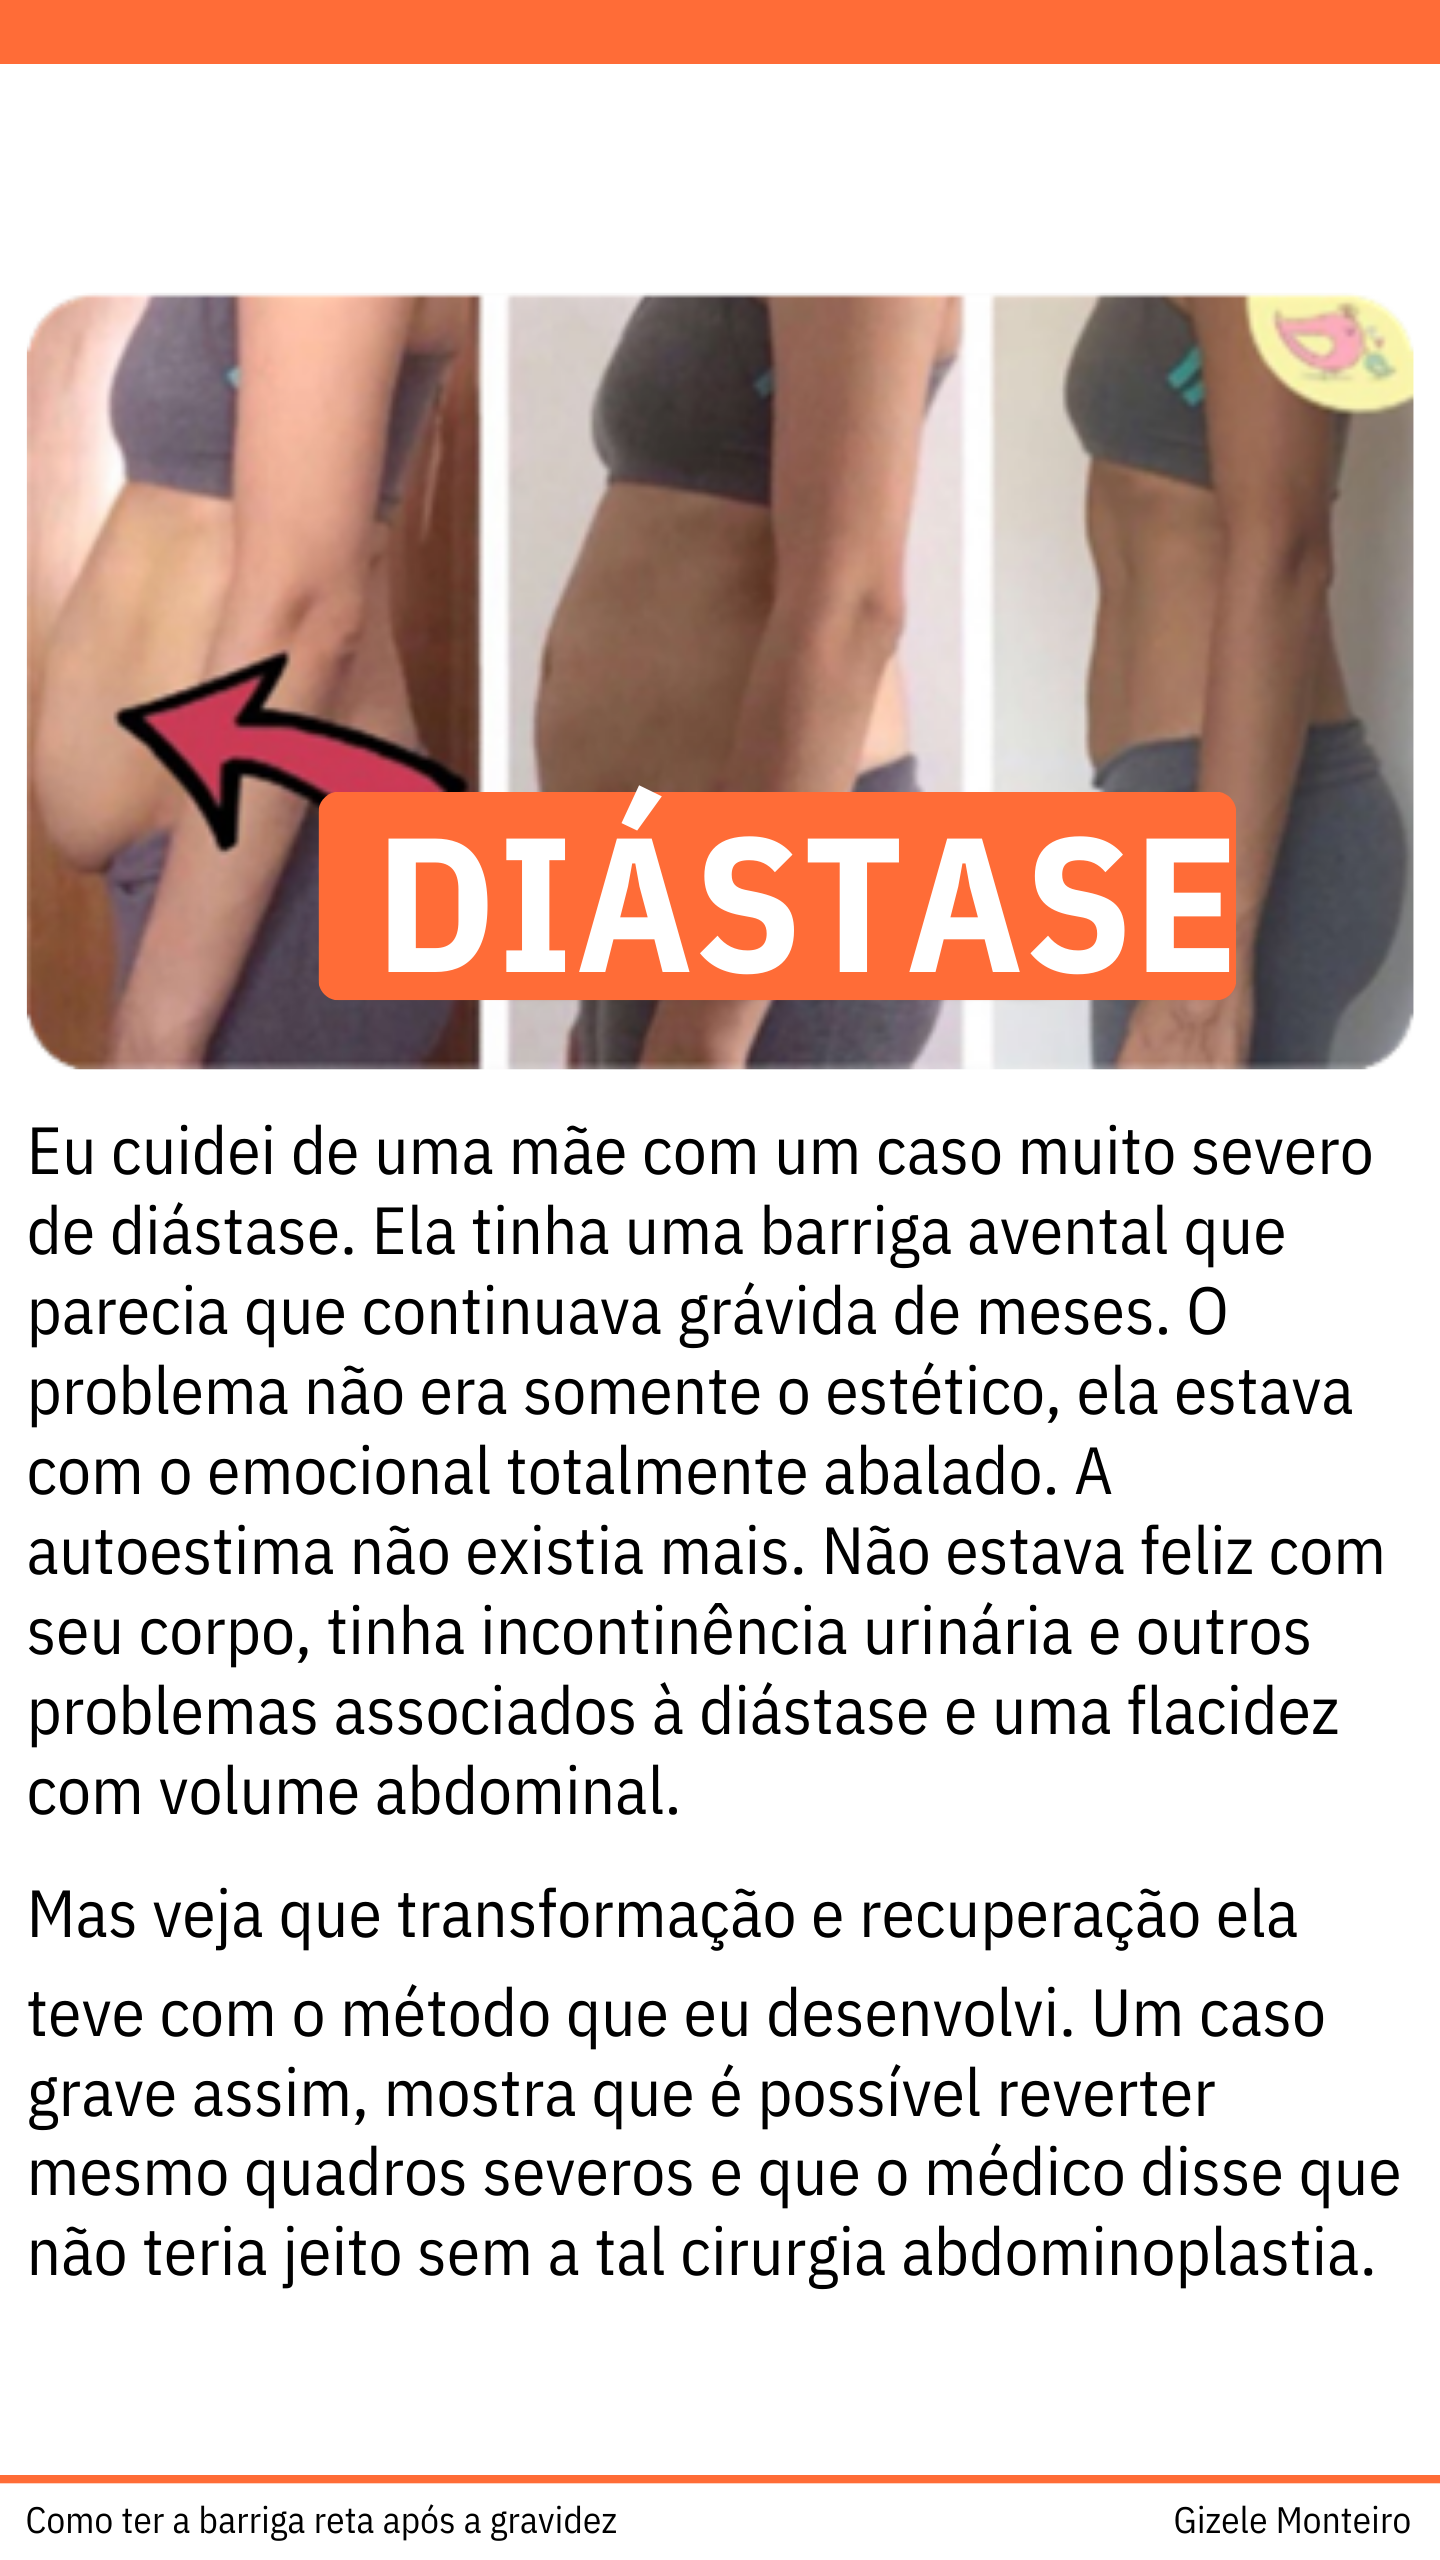 DIÁSTASE
Eu cuidei de uma mãe com um caso muito severo
de diástase. Ela tinha uma barriga avental que
parecia que continuava grávida de meses. O
problema não era somente o estético, ela estava
com o emocional totalmente abalado. A
autoestima não existia mais. Não estava feliz com
seu corpo, tinha incontinência urinária e outros
problemas associados à diástase e uma flacidez
com volume abdominal.
Mas veja que transformação e recuperação ela
teve com o método que eu desenvolvi. Um caso
grave assim, mostra que é possível reverter
mesmo quadros severos e que o médico disse que
não teria jeito sem a tal cirurgia abdominoplastia.
Como ter a barriga reta após a gravidez
Gizele Monteiro